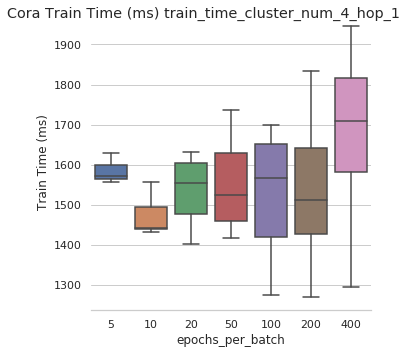 Cora Train Time (ms) train_time_cluster_num_4_hop_1
1900
1800
1700
1600
1500
1400
1300
Train Time (ms)
5 10 20 50 100 200 400
epochs_per_batch